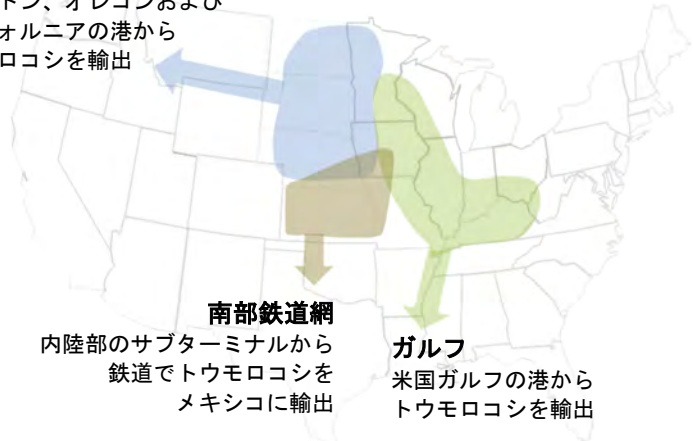 トン、オレゴンおよび
ォルニアの港から
ロコシを輸出
南部鉄道網
内陸部のサブターミナルから
鉄道でトウモロコシを
メキシコに輸出
ガルフ
米国ガルフの港から
トウモロコシを輸出